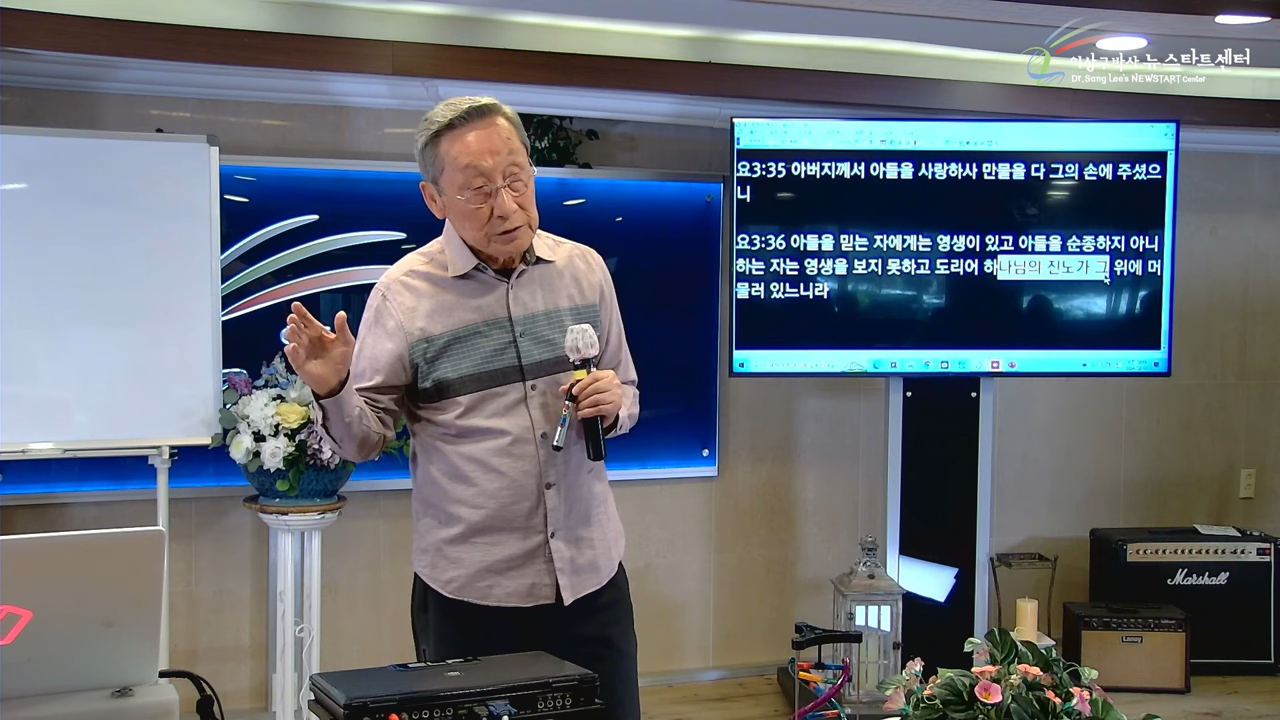 이상구박사 뉴스타트센터
Dr. Sang Lee's NEWSTART Center
요3:35 아버지께서 아들을 사랑하사 만물을 다 그의 손에 주셨으
니
요3:36 아들을 믿는 자에게는 영생이 있고 아들을 순종하지 아니
하는 자는 영생을 보지 못하고 도리어 하나님의 진노가 그 위에 머
물러 있느니라
Marshall
Laney